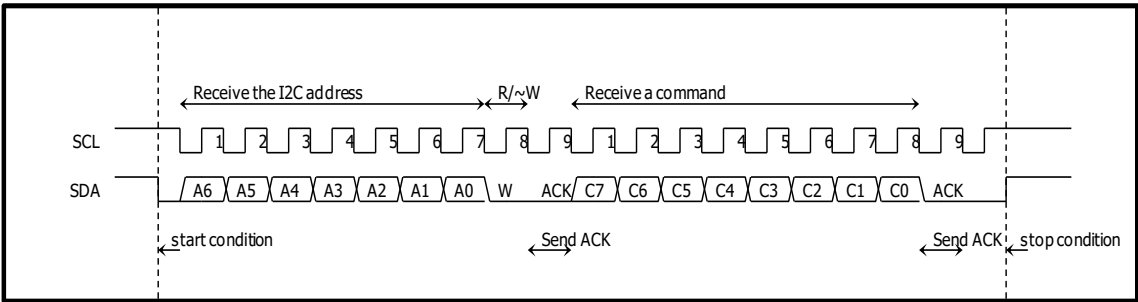 Receive the I2C address R/~W Receive a command
SCL 1 2 3 4 5 6 7 8 9 1 2 3 4 5 6 7 8 9
SDA A6 A5 A4 A3 A2 A1 A0 W ACK C7 C6 C5 C4 C3 C2 C1 C0 ACK
start condition Send ACK Send ACK stop condition